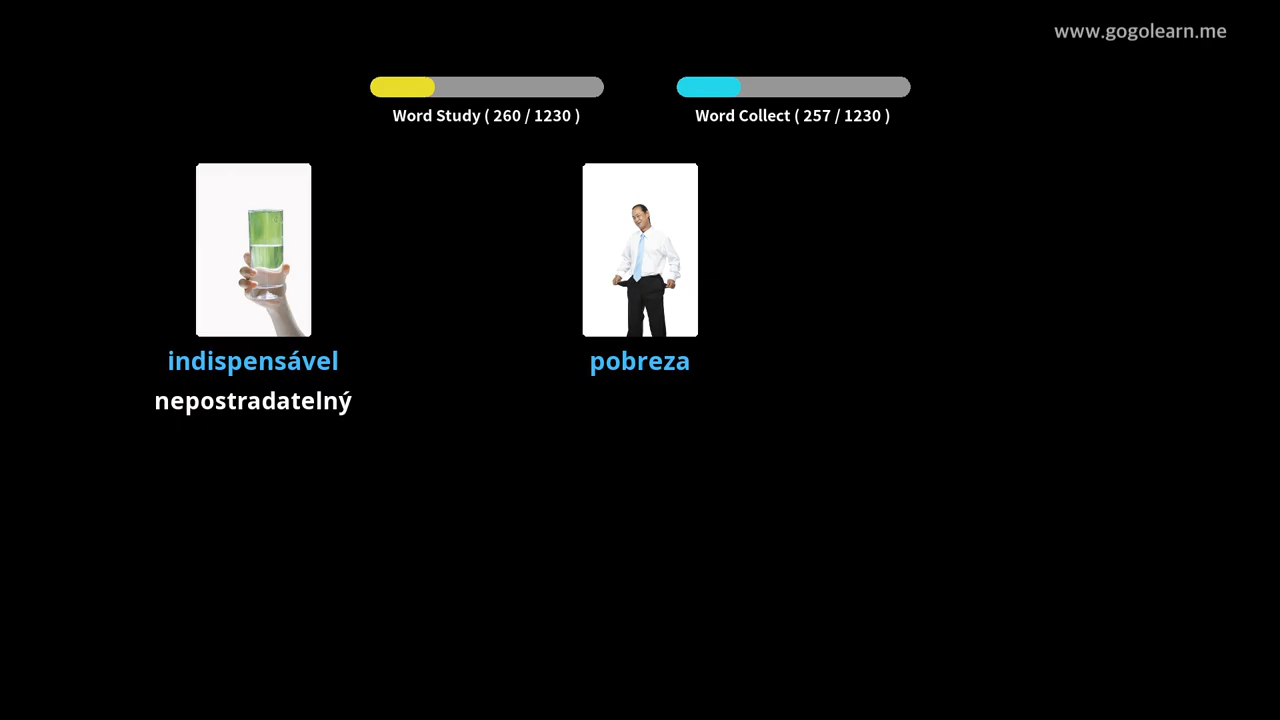 www.gogolearn.me
Word Study ( 260 / 1230 )
Word Collect ( 257 / 1230 )
indispensável
pobreza
nepostradatelný